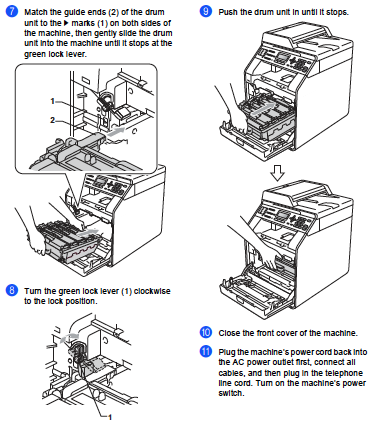 7 Match the guide ends (2) of the drum
unit to the ▶ marks (1) on both sides of
the machine, then gently slide the drum
unit into the machine until it stops at the
green lock lever.
1
2
8 Turn the green lock lever (1) clockwise
to the lock position.
1
9 Push the drum unit in until it stops.
10 Close the front cover of the machine.
11 Plug the machine's power cord back into
the AC power outlet first, connect all
cables, and then plug in the telephone
line cord. Turn on the machine's power
switch.